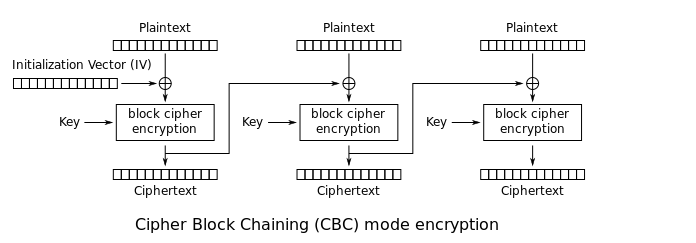 Plaintext
Plaintext
Plaintext
Initialization Vector (IV)
Key
block cipher
encryption
Key
block cipher
encryption
Key
block cipher
encryption
Ciphertext
Ciphertext
Ciphertext
Cipher Block Chaining (CBC) mode encryption